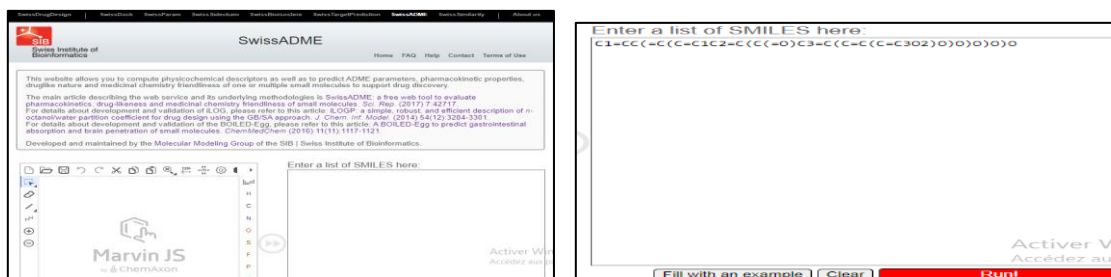 SwissDrugDesign | SwissDock SwissParam SwissSidechain SwissBioisostere SwissTargetPrediction SwissADME SwissSimilarity | About us
SIB
Swiss Institute of
Bioinformatics
SwissADME
Home FAQ Help Contact Terms of Use
This website allows you to compute physicochemical descriptors as well as to predict ADME parameters, pharmacokinetic properties,
druglike nature and medicinal chemistry friendliness of one or multiple small molecules to support drug discovery.
The main article describing the web service and its underlying methodologies is SwissADME: a free web tool to evaluate
pharmacokinetics, drug-likeness and medicinal chemistry friendliness of small molecules. Sci. Rep. (2017) 7:42717.
For details about development and validation of iLOG, please refer to this article: iLOGP: a simple, robust, and efficient description of n-
octanol/water partition coefficient for drug design using the GB/SA approach. J. Chem. Inf. Model. (2014) 54(12):3284-3301.
For details about development and validation of the BOILED-Egg, please refer to this article: A BOILED-Egg to predict gastrointestinal
absorption and brain penetration of small molecules. ChemMedChem (2016) 11(11):1117-1121.
Developed and maintained by the Molecular Modeling Group of the SIB | Swiss Institute of Bioinformatics.
Enter a list of SMILES here:
H
C
N
O
S
F
P
Marvin JS
by ChemAxon
Activer Win
Accédez aux p
Enter a list of SMILES here:
C1=CC(=C(C=C1C2=C(C(=O)C3=C(C=C(C=C3O2)O)O)O)O)O
Activer V
Accédez au
Fill with an example Clear Run!